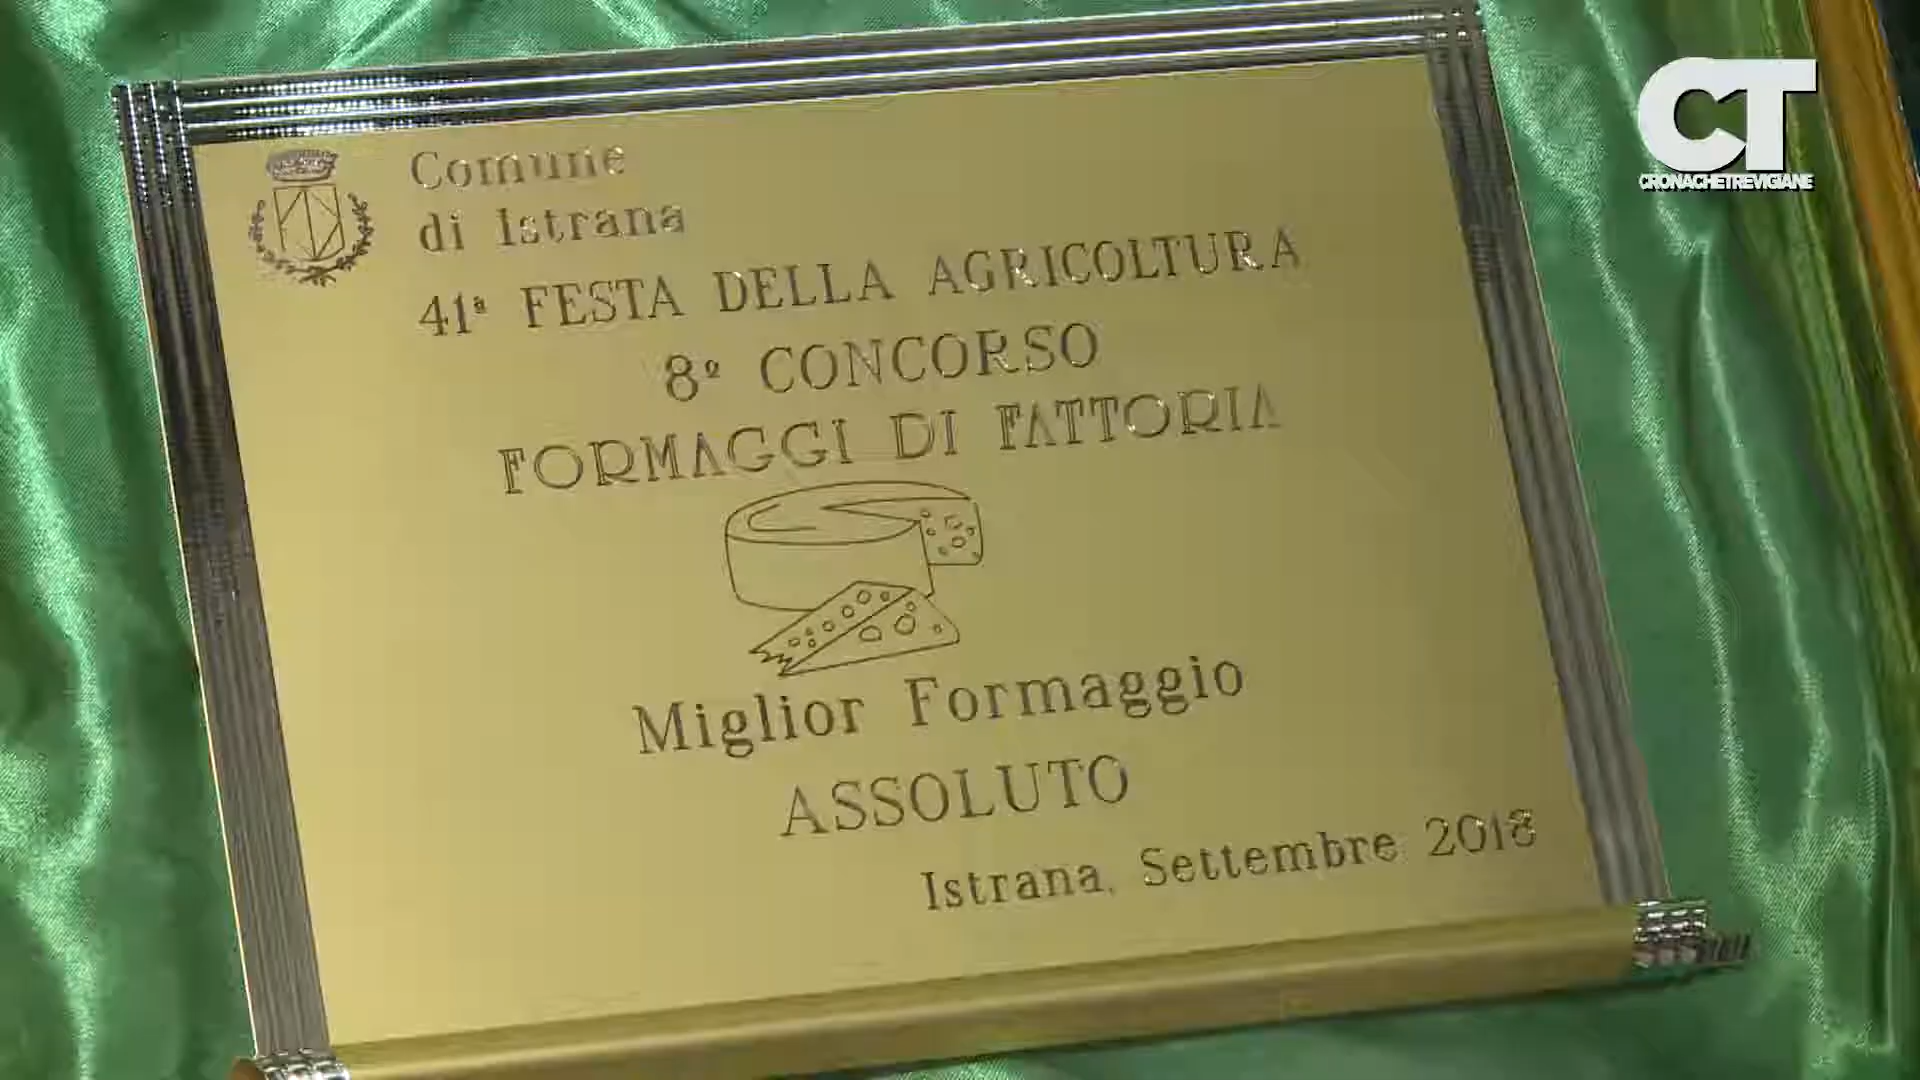 Comune
di Istrana
41ª FESTA DELLA AGRICOLTURA
8º CONCORSO
FORMAGGI DI FATTORIA
Miglior Formaggio
ASSOLUTO
Istrana, Settembre 2018
CT
CRONACHETREVIGIANE